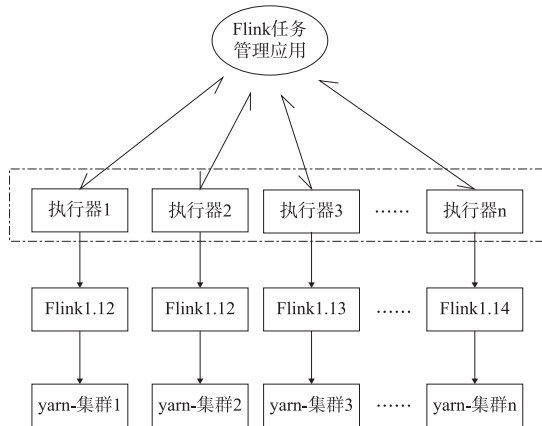 Flink任务
管理应用
执行器1 执行器2 执行器3 …… 执行器n
Flink1.12 Flink1.12 Flink1.13 …… Flink1.14
yarn-集群1 yarn-集群2 yarn-集群3 …… yarn-集群n